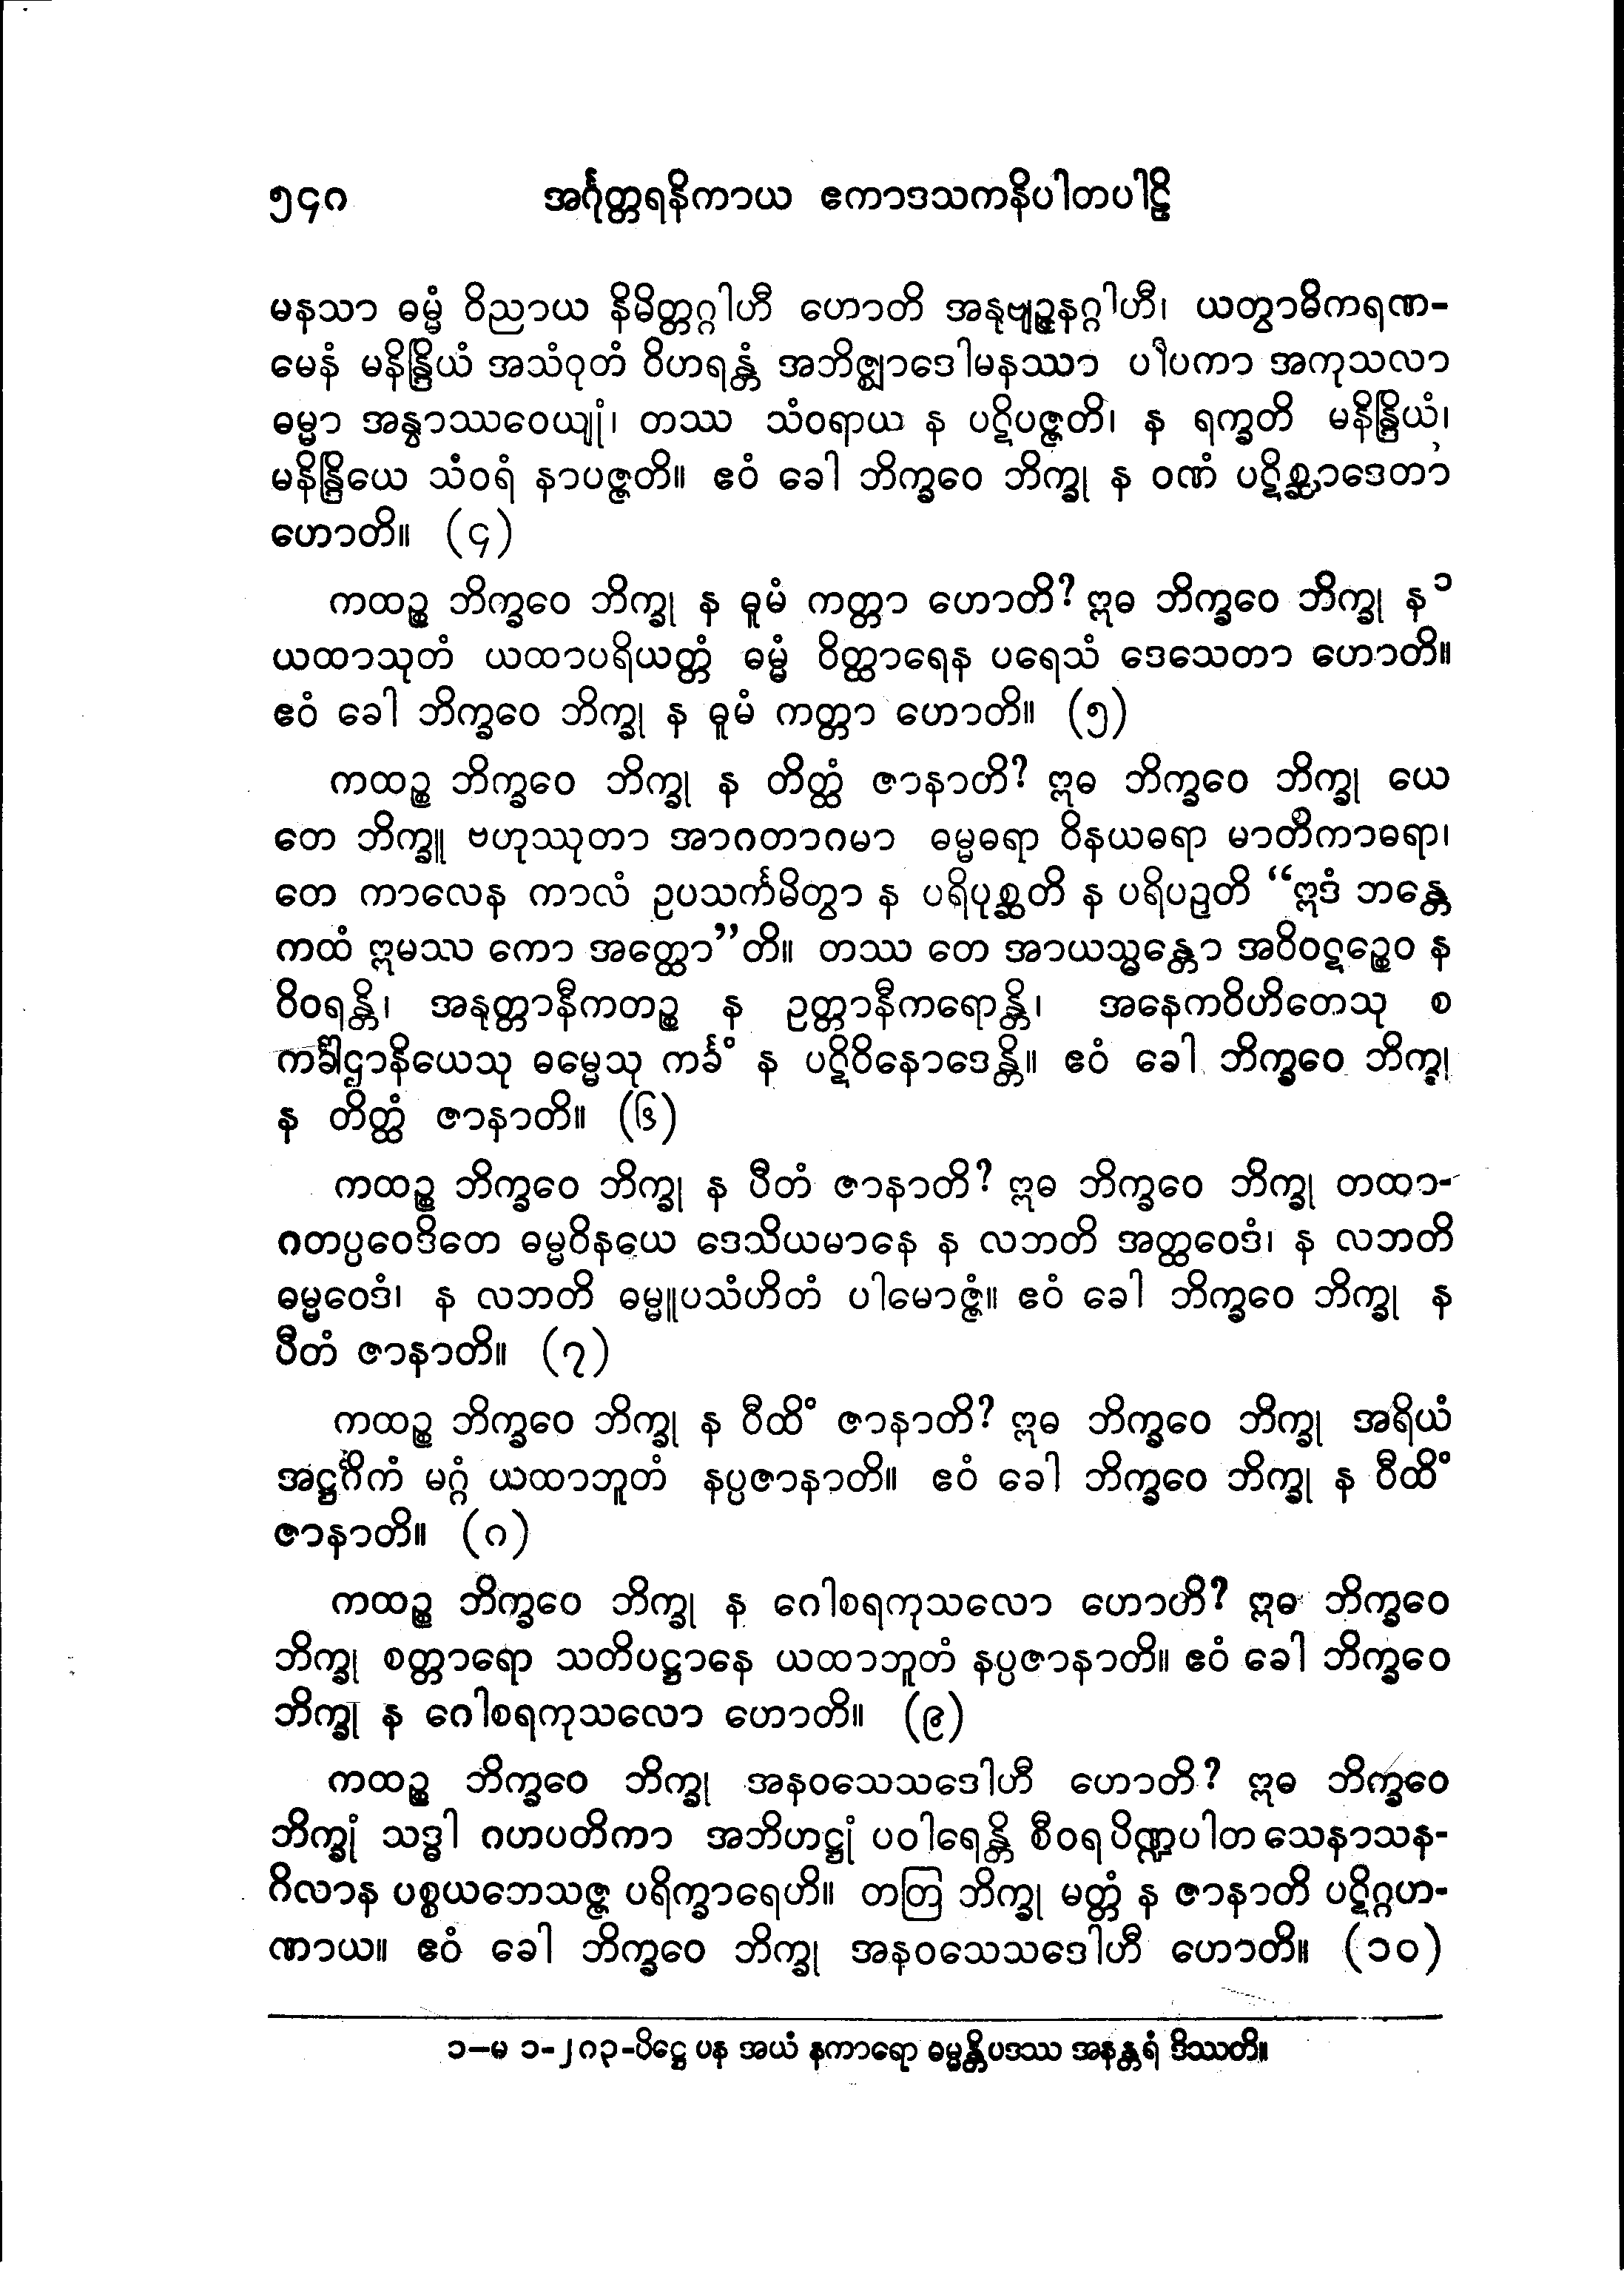 ၅၄၈ အင်္ဂုတ္တရနိကာယ ဧကာဒသကနိပါတပါဠိ
မနသာ ဓမ္မံ ဝိညာယ နိမိတ္တဂ္ဂါဟီ ဟောတိ အနုဗျဉ္ဇနဂ္ဂါဟီ၊ ယတွာဓိကရဏ-
မေနံ မနိန္ဒြိယံ အသံဝုတံ ဝိဟရန္တံ အဘိဇ္ဈာဒေါမနဿာ ပါပကာ အကုသလာ
ဓမ္မာ အန္వာဿဝေယျုံ၊ တဿ သံဝရာယ န ပဋိပဇ္ဇတိ၊ န ရက္ခတိ မနိန္ဒြိယံ၊
မနိန္ဒြိယေ သံဝရံ နာပဇ္ဇတိ။ ဧဝံ ခေါ ဘိက္ခဝေ ဘိက္ခု န ဝဏံ ပဋိစ္ဆာဒေတာ
ဟောတိ။ (၄)
ကထဉ္စ ဘိက္ခဝေ ဘိက္ခု န ဓူမံ ကတ္တာ ဟောတိ? ဣဓ ဘိက္ခဝေ ဘိက္ခု န၁
ယထာသုတံ ယထာပရိယတ္တံ ဓမ္မံ ဝိတ္ထာရေန ပရေသံ ဒေသေတာ ဟောတိ။
ဧဝံ ခေါ ဘိက္ခဝေ ဘိက္ခု န ဓူမံ ကတ္တာ ဟောတိ။ (၅)
ကထဉ္စ ဘိက္ခဝေ ဘိက္ခု န တိတ္ထံ ဇာနာတိ? ဣဓ ဘိက္ခဝေ ဘိက္ခု ယေ
တေ ဘိက္ခူ ဗဟုဿုတာ အာဂတာဂမာ ဓမ္မဓရာ ဝိနယဓရာ မာတိကာဓရာ၊
တေ ကာလေန ကာလံ ဥပသင်္ကမိတွာ န ပရိပုစ္ဆတိ န ပရိပဉှတိ “ဣဒံ ဘန္တေ
ကထံ ဣမဿ ကော အတ္ထော”တိ။ တဿ တေ အာယသ္မန္တော အဝိဝဋဉ္စေဝ န
ဝိဝရန္တိ၊ အနုတ္တာနီကတဉ္စ န ဥတ္တာနီကရောန္တိ၊ အနေကဝိဟိတေသု စ
ကင်္ခါဌာနိယေသု ဓမ္မေသု ကင်္ခံ န ပဋိဝိနောဒေန္တိ။ ဧဝံ ခေါ ဘိက္ခဝေ ဘိက္ခု
န တိတ္ထံ ဇာနာတိ။ (၆)
ကထဉ္စ ဘိက္ခဝေ ဘိက္ခု န ပီတံ ဇာနာတိ? ဣဓ ဘိက္ခဝေ ဘိက္ခု တထာ-
ဂတပ္ပဝေဒိတေ ဓမ္မဝိနယေ ဒေသိယမာနေ န လဘတိ အတ္ထဝေဒံ၊ န လဘတိ
ဓမ္မဝေဒံ၊ န လဘတိ ဓမ္မူပသံဟိတံ ပါမောဇ္ဇံ။ ဧဝံ ခေါ ဘိက္ခဝေ ဘိက္ခု န
ပီတံ ဇာနာတိ။ (၇)
ကထဉ္စ ဘိက္ခဝေ ဘိက္ခု န ဝီထိံ ဇာနာတိ? ဣဓ ဘိက္ခဝေ ဘိက္ခု အရိယံ
အဋ္ဌင်္ဂိကံ မဂ္ဂံ ယထာဘူတံ နပ္ပဇာနာတိ။ ဧဝံ ခေါ ဘိက္ခဝေ ဘိက္ခု န ဝီထိံ
ဇာနာတိ။ (၈)
ကထဉ္စ ဘိက္ခဝေ ဘိက္ခု န ဂေါစရကုသလော ဟောဟိ? ဣဓ ဘိက္ခဝေ
ဘိက္ခု စတ္တာရော သတိပဋ္ဌာနေ ယထာဘူတံ နပ္ပဇာနာတိ။ ဧဝံ ခေါ ဘိက္ခဝေ
ဘိက္ခု န ဂေါစရကုသလော ဟောတိ။ (၉)
ကထဉ္စ ဘိက္ခဝေ ဘိက္ခု အနဝသေသဒေါဟီ ဟောတိ? ဣဓ ဘိက္ခဝေ
ဘိက္ခုံ သဒ္ဓါ ဂဟပတိကာ အဘိဟဋ္ဌုံ ပဝါရေန္တိ စီဝရ ပိဏ္ဍပါတ သေနာသန-
ဂိလာန ပစ္စယဘေသဇ္ဇ ပရိက္ခာရေဟိ။ တတြ ဘိက္ခု မတ္တံ န ဇာနာတိ ပဋိဂ္ဂဟ-
ဏာယ။ ဧဝံ ခေါ ဘိက္ခဝေ ဘိက္ခု အနဝသေသဒေါဟီ ဟောတိ။ (၁၀)
၁-မ ၁-၂၈၃-ပိဋ္ဌေ ပန အယံ နကာရော ဓမ္မန္တိပဒဿ အနန္တရံ ဒိဿတိ။